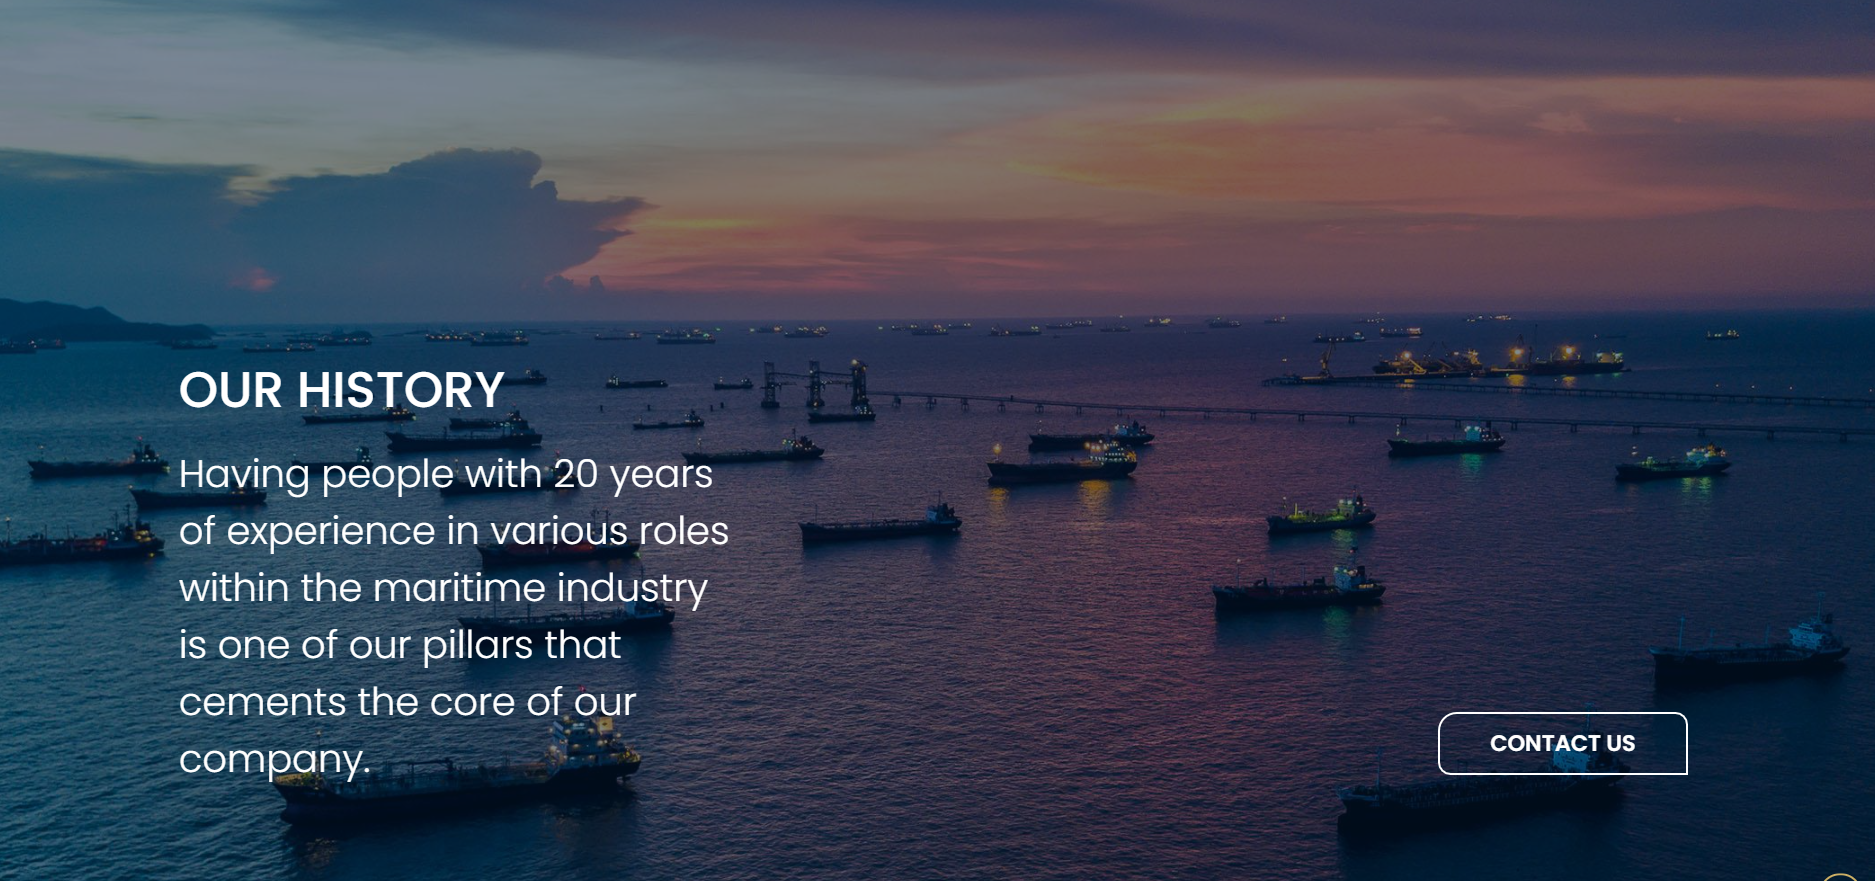 OUR HISTORY
Having people with 20 years
of experience in various roles
within the maritime industry
is one of our pillars that
cements the core of our
company.
CONTACT US